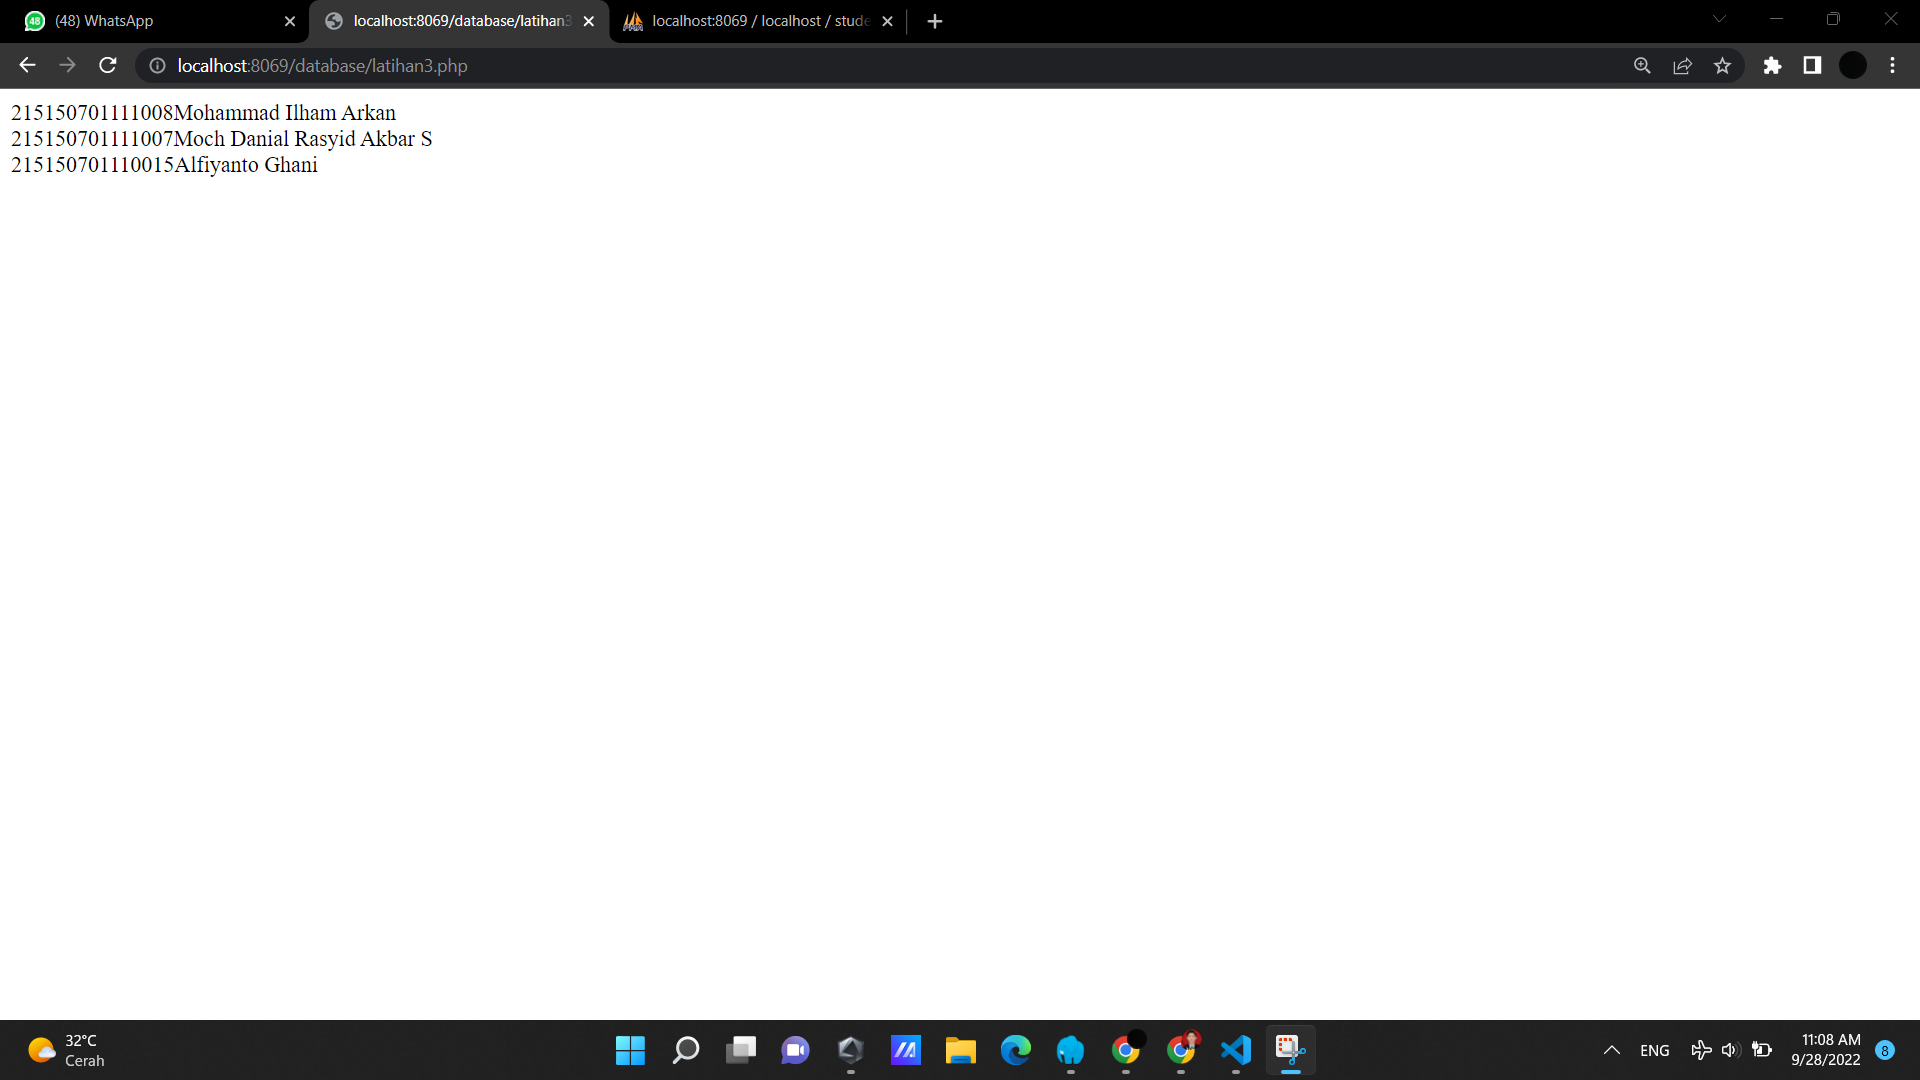 (48) WhatsApp
localhost:8069/database/latihan3
localhost:8069 / localhost / stude
localhost:8069/database/latihan3.php
215150701111008Mohammad Ilham Arkan
215150701111007Moch Danial Rasyid Akbar S
215150701110015Alfiyanto Ghani
32°C
Cerah
ENG
11:08 AM
9/28/2022
8